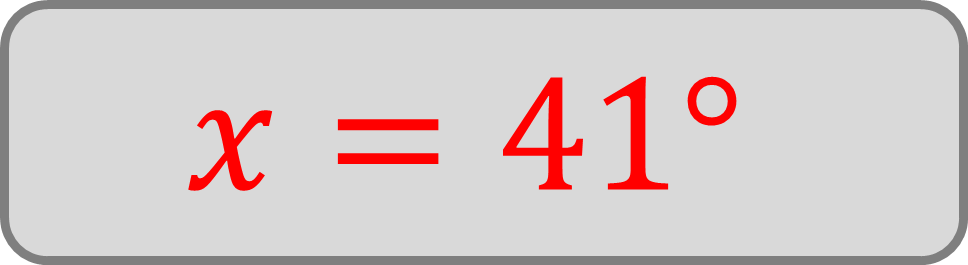 x = 41°